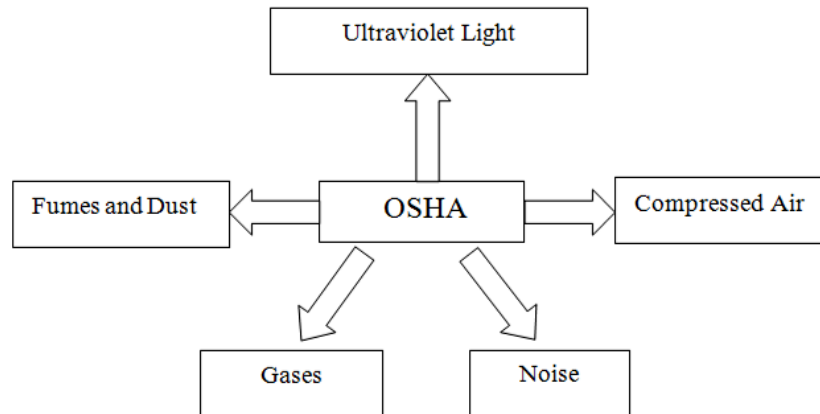 Ultraviolet Light
Fumes and Dust
OSHA
Compressed Air
Gases
Noise